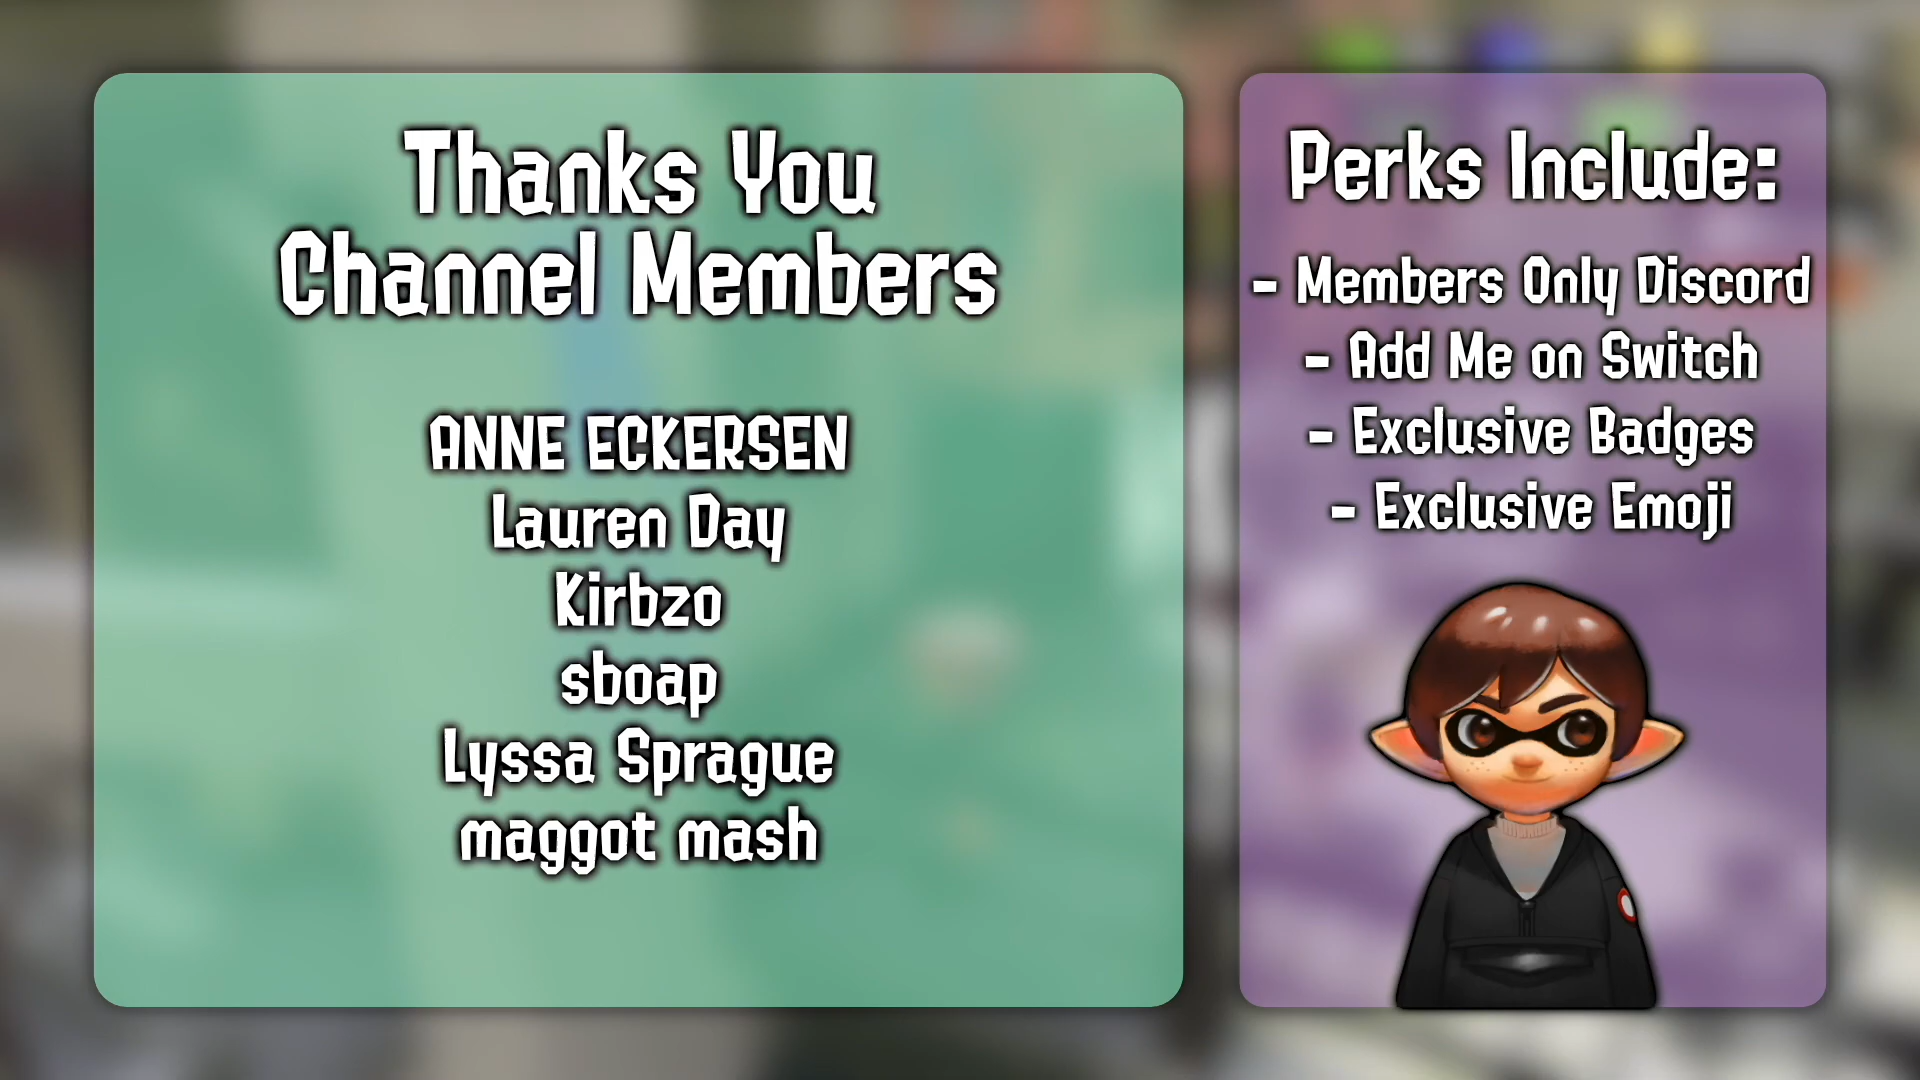 Thanks You
Channel Members
ANNE ECKERSEN
Lauren Day
Kirbzo
sboap
Lyssa Sprague
maggot mash
Perks Include:
- Members Only Discord
- Add Me on Switch
- Exclusive Badges
- Exclusive Emoji